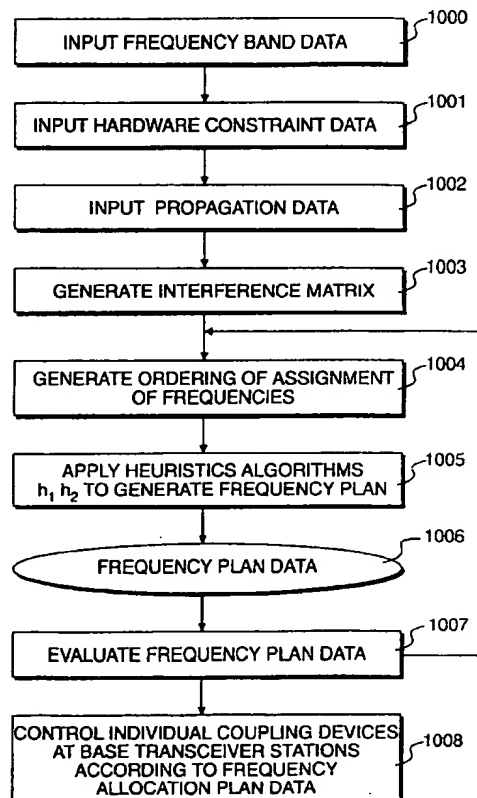 INPUT FREQUENCY BAND DATA
1000
INPUT HARDWARE CONSTRAINT DATA
1001
INPUT PROPAGATION DATA
1002
GENERATE INTERFERENCE MATRIX
1003
GENERATE ORDERING OF ASSIGNMENT
OF FREQUENCIES
1004
APPLY HEURISTICS ALGORITHMS
h1 h2 TO GENERATE FREQUENCY PLAN
1005
FREQUENCY PLAN DATA
1006
EVALUATE FREQUENCY PLAN DATA
1007
CONTROL INDIVIDUAL COUPLING DEVICES
AT BASE TRANSCEIVER STATIONS
ACCORDING TO FREQUENCY
ALLOCATION PLAN DATA
1008